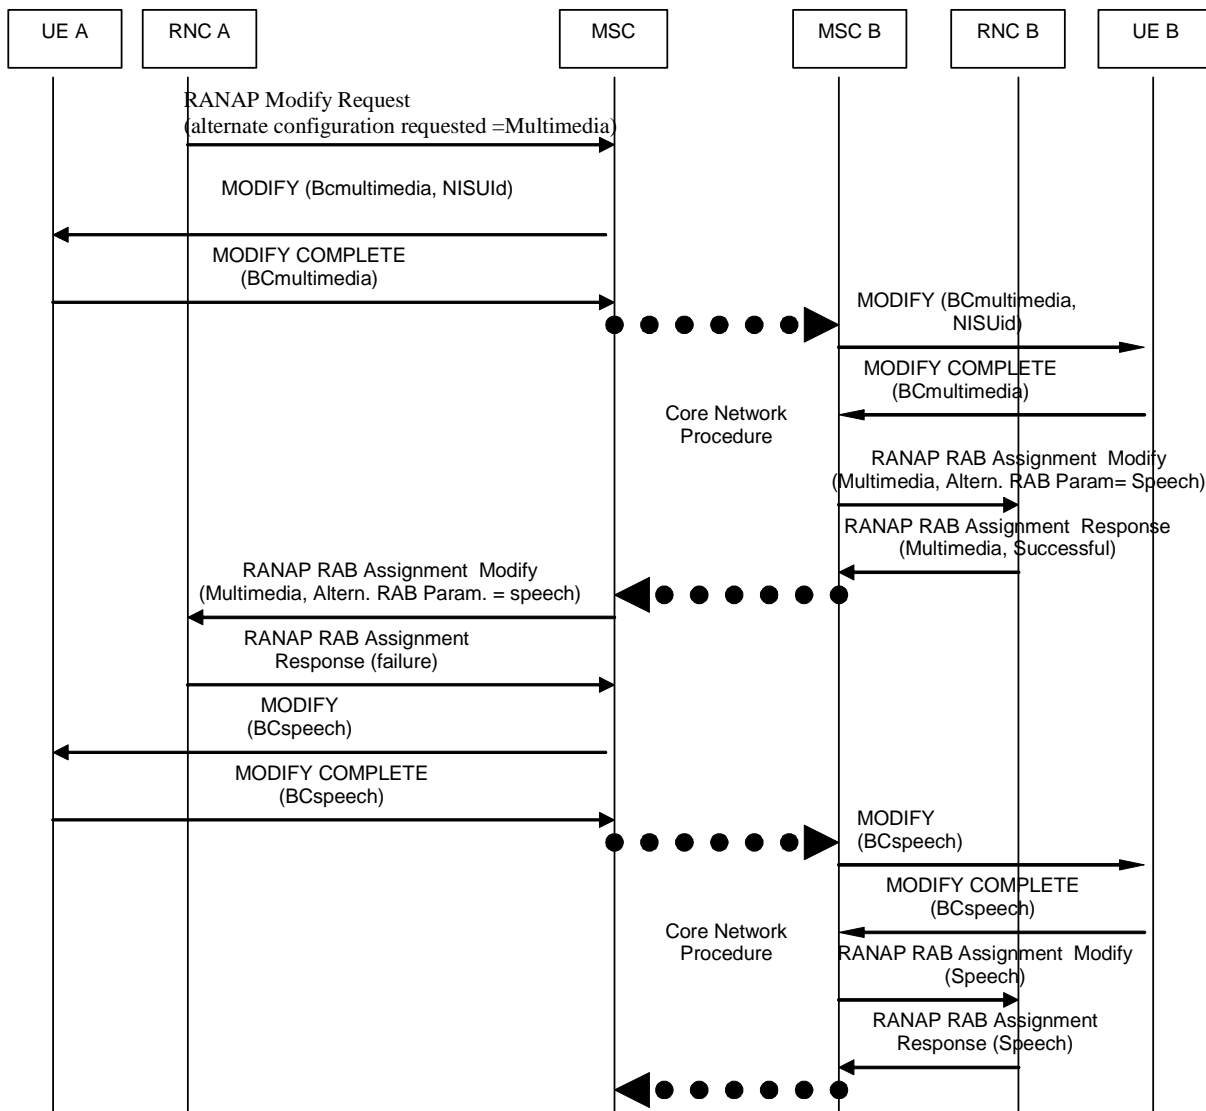 UE A
RNC A
MSC
MSC B
RNC B
UE B
RANAP Modify Request
(alternate configuration requested =Multimedia)
MODIFY (Bcmultimedia, NISUId)
MODIFY COMPLETE
(BCmultimedia)
MODIFY (BCmultimedia,
NISUid)
MODIFY COMPLETE
(BCmultimedia)
Core Network
Procedure
RANAP RAB Assignment Modify
(Multimedia, Altern. RAB Param= Speech)
RANAP RAB Assignment Response
(Multimedia, Successful)
RANAP RAB Assignment Modify
(Multimedia, Altern. RAB Param. = speech)
RANAP RAB Assignment
Response (failure)
MODIFY
(BCspeech)
MODIFY COMPLETE
(BCspeech)
MODIFY
(BCspeech)
MODIFY COMPLETE
(BCspeech)
Core Network
Procedure
RANAP RAB Assignment Modify
(Speech)
RANAP RAB Assignment
Response (Speech)